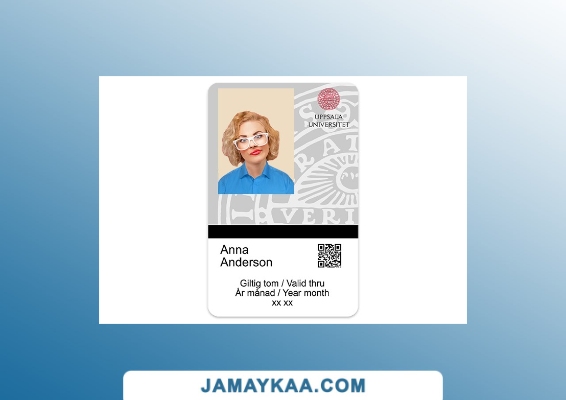 UPPSALA
UNIVERSITET
Anna
Anderson
Giltig tom / Valid thru
År månad / Year month
xx xx
JAMAYKAA.COM